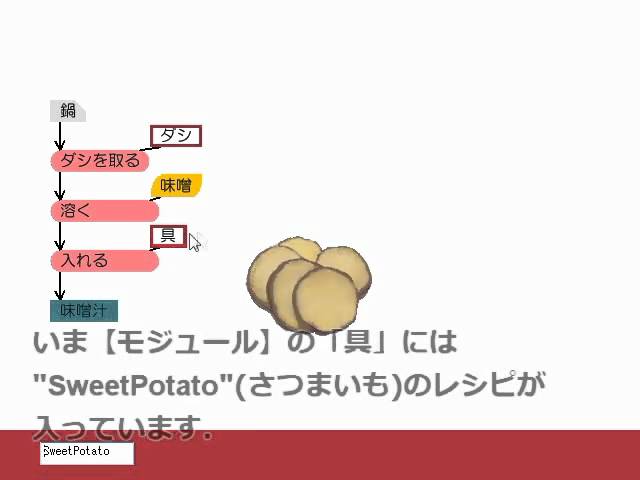 鍋
ダシ
ダシを取る
味噌
溶く
具
入れる
味噌汁
いま【モジュール】の「具」には
"SweetPotato"(さつまいも)のレシピが
入っています.
SweetPotato